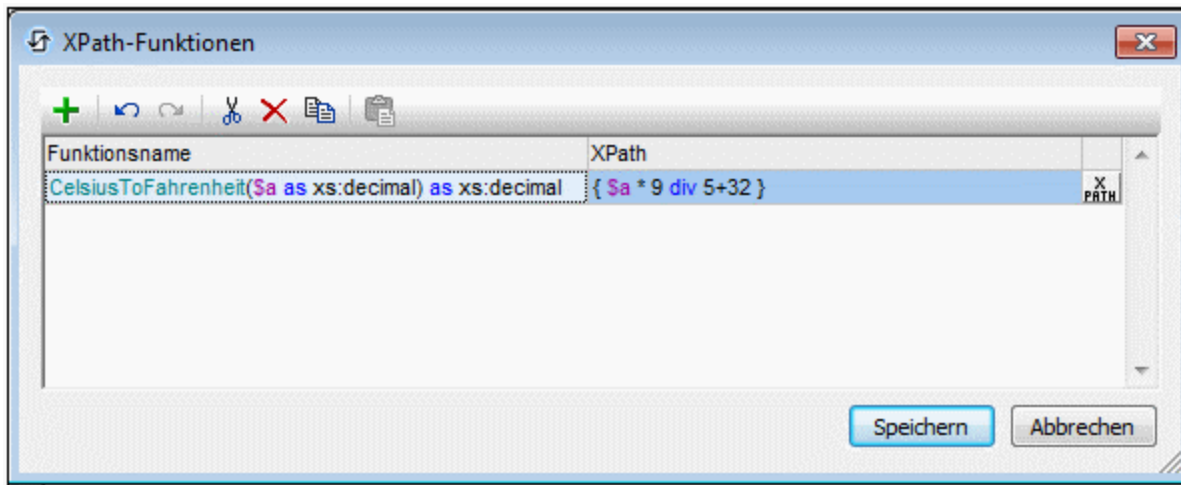 XPath-Funktionen
Funktionsname XPath
CelsiusToFahrenheit($a as xs:decimal) as xs:decimal { $a * 9 div 5+32 } X PATH
Speichern Abbrechen